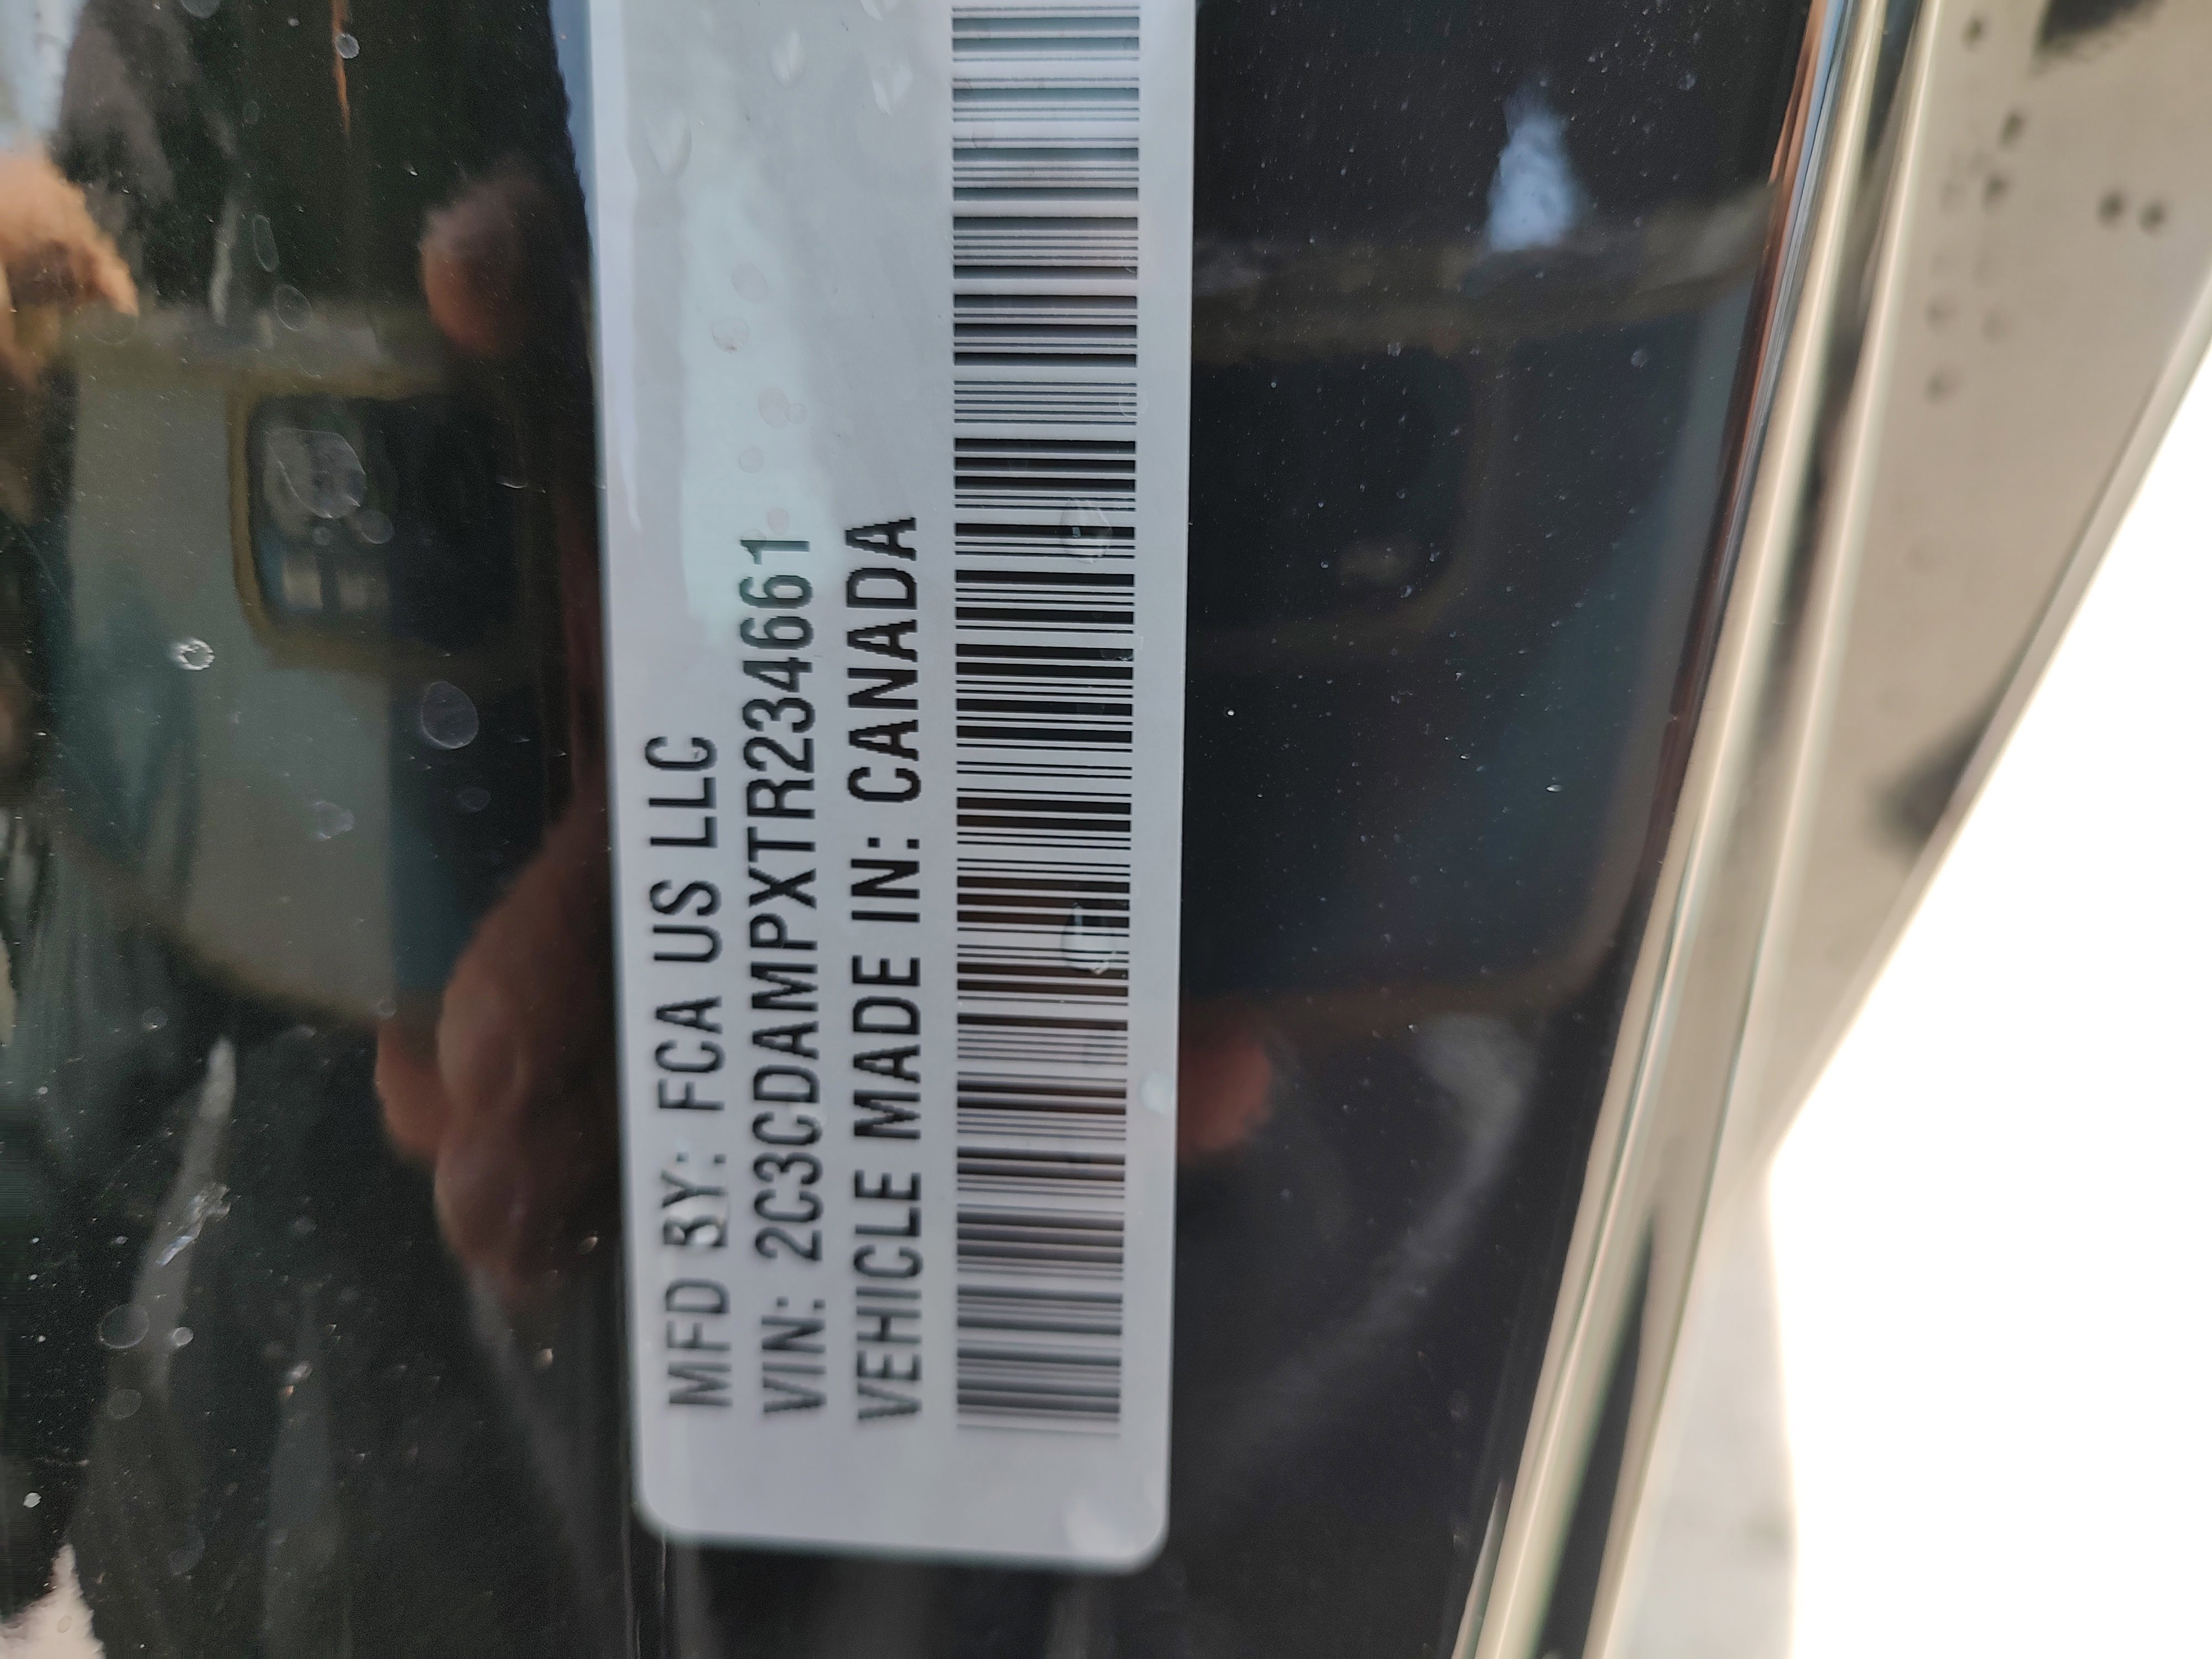 MFD BY: FCA US LLC
VIN: 2C3CDAMPXTR234661
VEHICLE MADE IN: CANADA